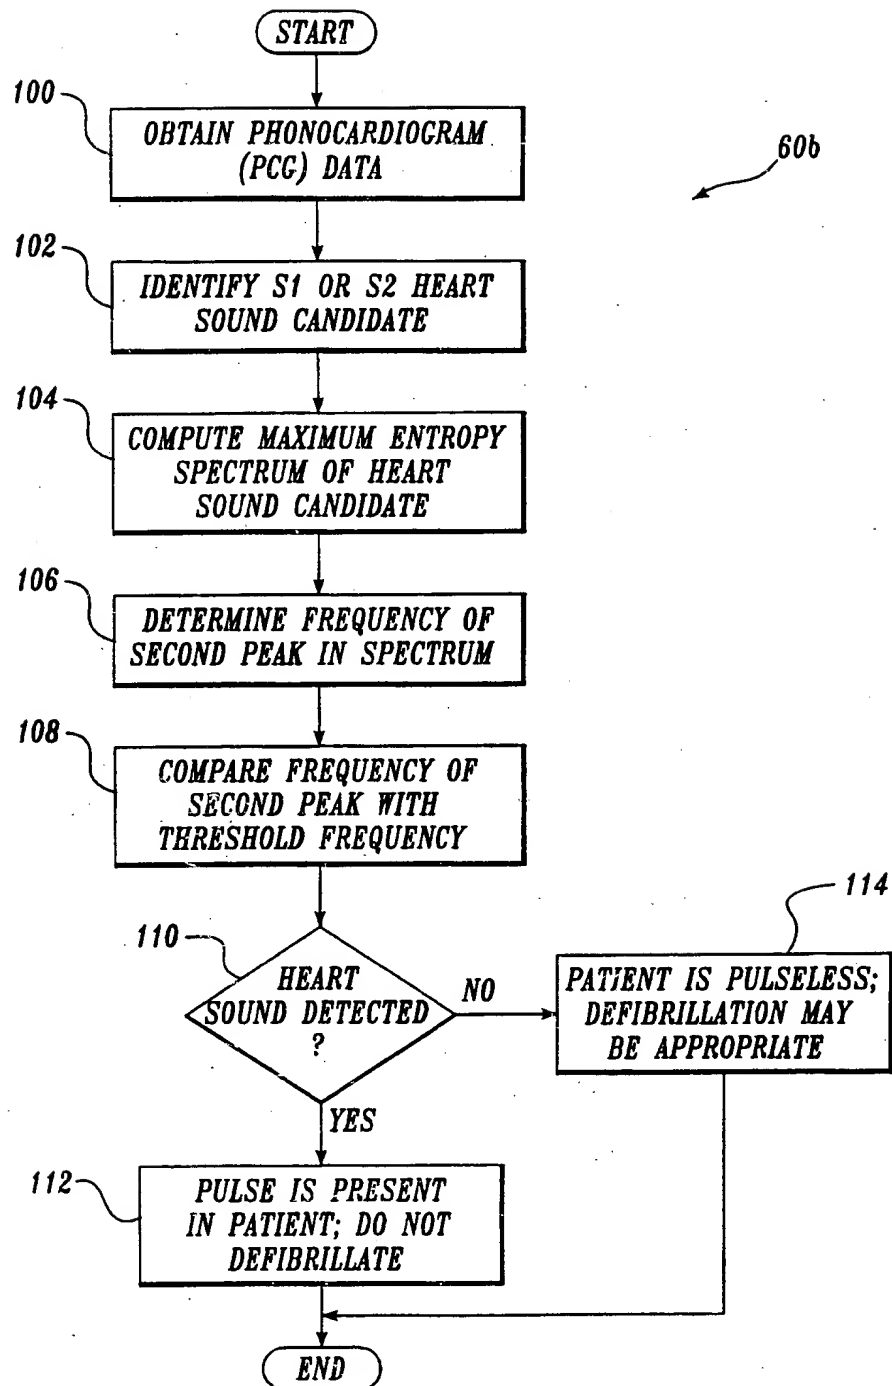 START
100
OBTAIN PHONOCARDIOGRAM
(PCG) DATA
60b
102
IDENTIFY S1 OR S2 HEART
SOUND CANDIDATE
104
COMPUTE MAXIMUM ENTROPY
SPECTRUM OF HEART
SOUND CANDIDATE
106
DETERMINE FREQUENCY OF
SECOND PEAK IN SPECTRUM
108
COMPARE FREQUENCY OF
SECOND PEAK WITH
THRESHOLD FREQUENCY
110
HEART
SOUND DETECTED
?
NO
114
PATIENT IS PULSELESS;
DEFIBRILLATION MAY
BE APPROPRIATE
YES
112
PULSE IS PRESENT
IN PATIENT; DO NOT
DEFIBRILLATE
END